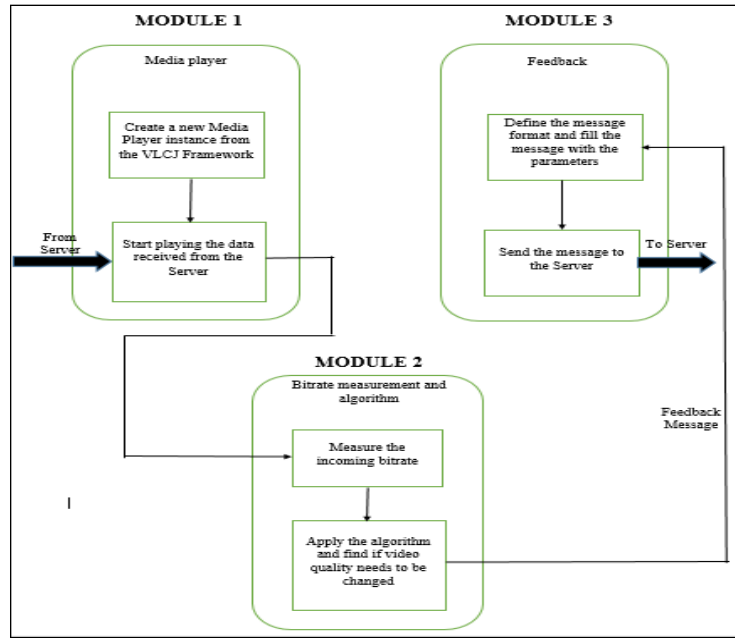 MODULE 1
Media player
Create a new Media
Player instance from
the VLCJ Framework
From
Server
Start playing the data
received from the
Server
MODULE 3
Feedback
Define the message
format and fill the
message with the
parameters
Send the message to
the Server
To Server
MODULE 2
Bitrate measurement and
algorithm
Measure the
incoming bitrate
Apply the algorithm
and find if video
quality needs to be
changed
Feedback
Message